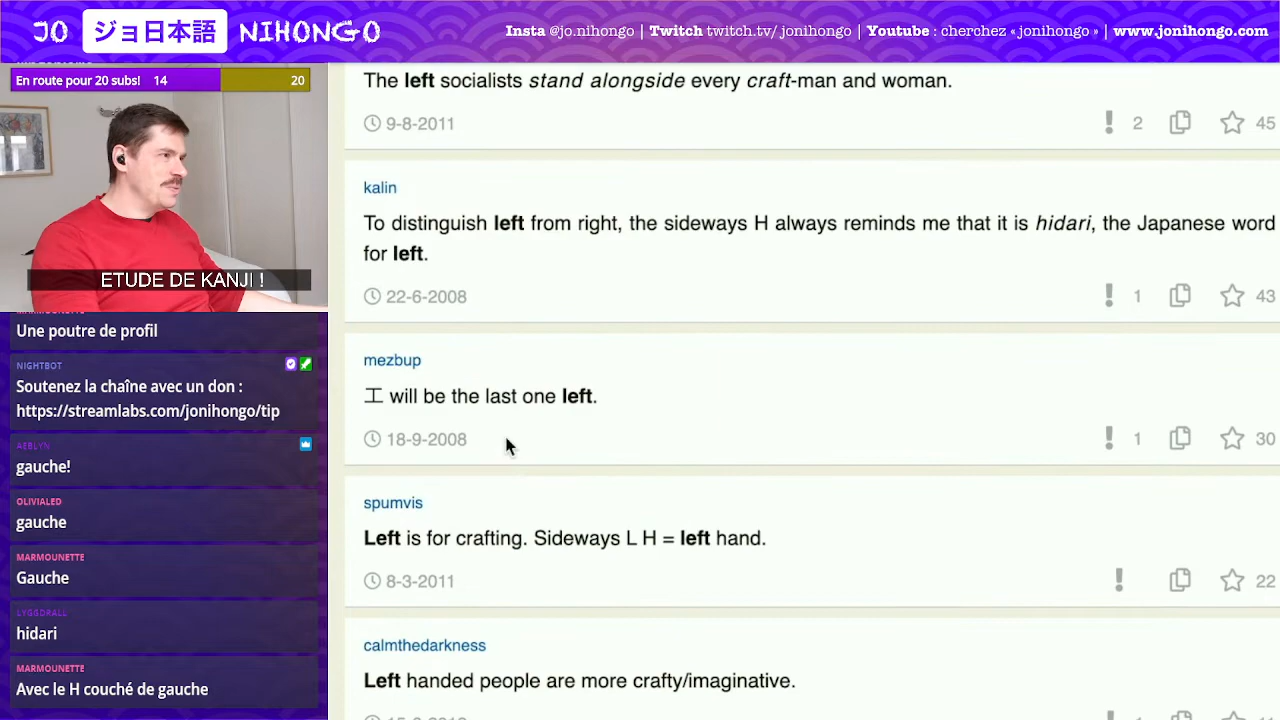 JO ジョ日本語 NIHONGO
Insta @jo.nihongo | Twitch twitch.tv/jonihongo | Youtube : cherchez « jonihongo » | www.jonihongo.com
En route pour 20 subs! 14 20
ETUDE DE KANJI !
Une poutre de profil
NIGHTBOT
Soutenez la chaîne avec un don :
https://streamlabs.com/jonihongo/tip
AEBLYN
gauche!
OLIVIALED
gauche
MARMOUNETTE
Gauche
LYGGDRALL
hidari
MARMOUNETTE
Avec le H couché de gauche
The left socialists stand alongside every craft-man and woman.
9-8-2011 2 45
kalin
To distinguish left from right, the sideways H always reminds me that it is hidari, the Japanese word
for left.
22-6-2008 1 43
mezbup
工 will be the last one left.
18-9-2008 1 30
spumvis
Left is for crafting. Sideways L H = left hand.
8-3-2011 22
calmthedarkness
Left handed people are more crafty/imaginative.